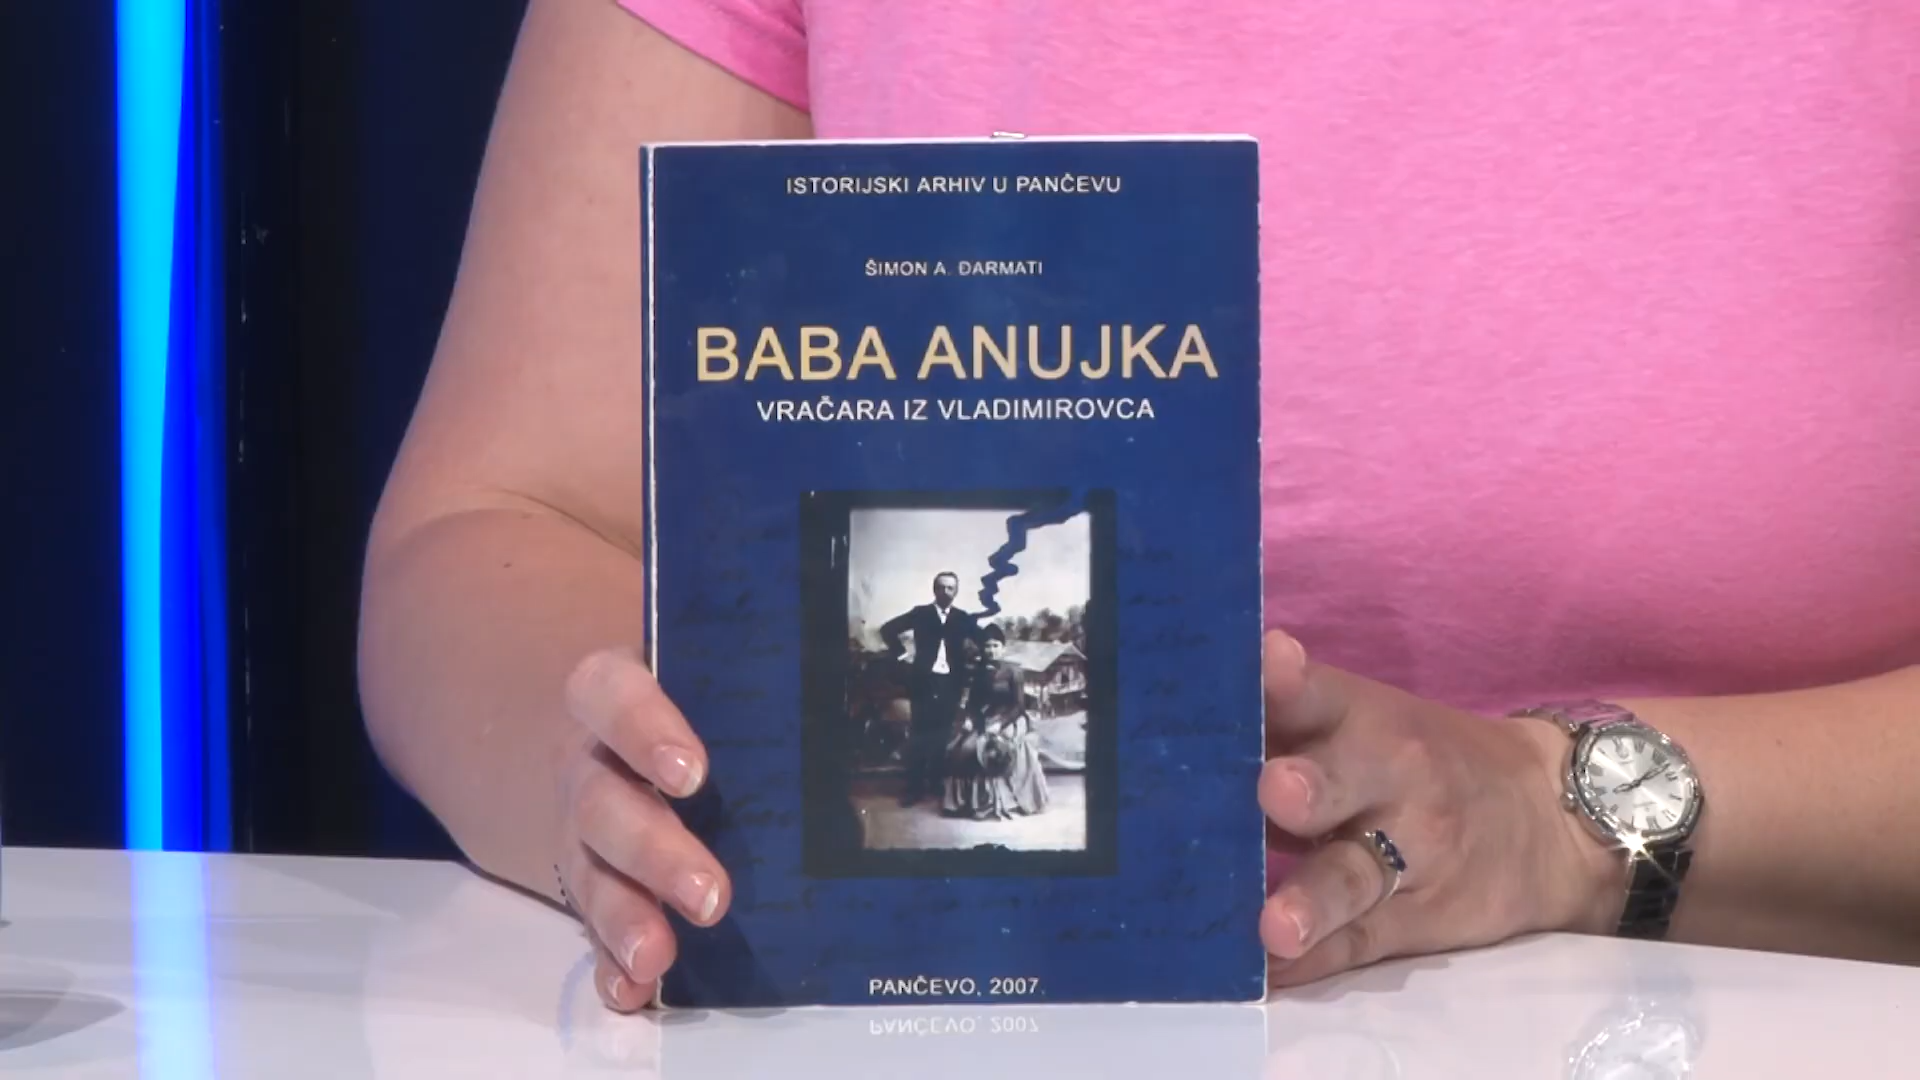 ISTORIJSKI ARHIV U PANČEVU
ŠIMON A. ĐARMATI
BABA ANUJKA
VRAČARA IZ VLADIMIROVCA
PANČEVO, 2007.